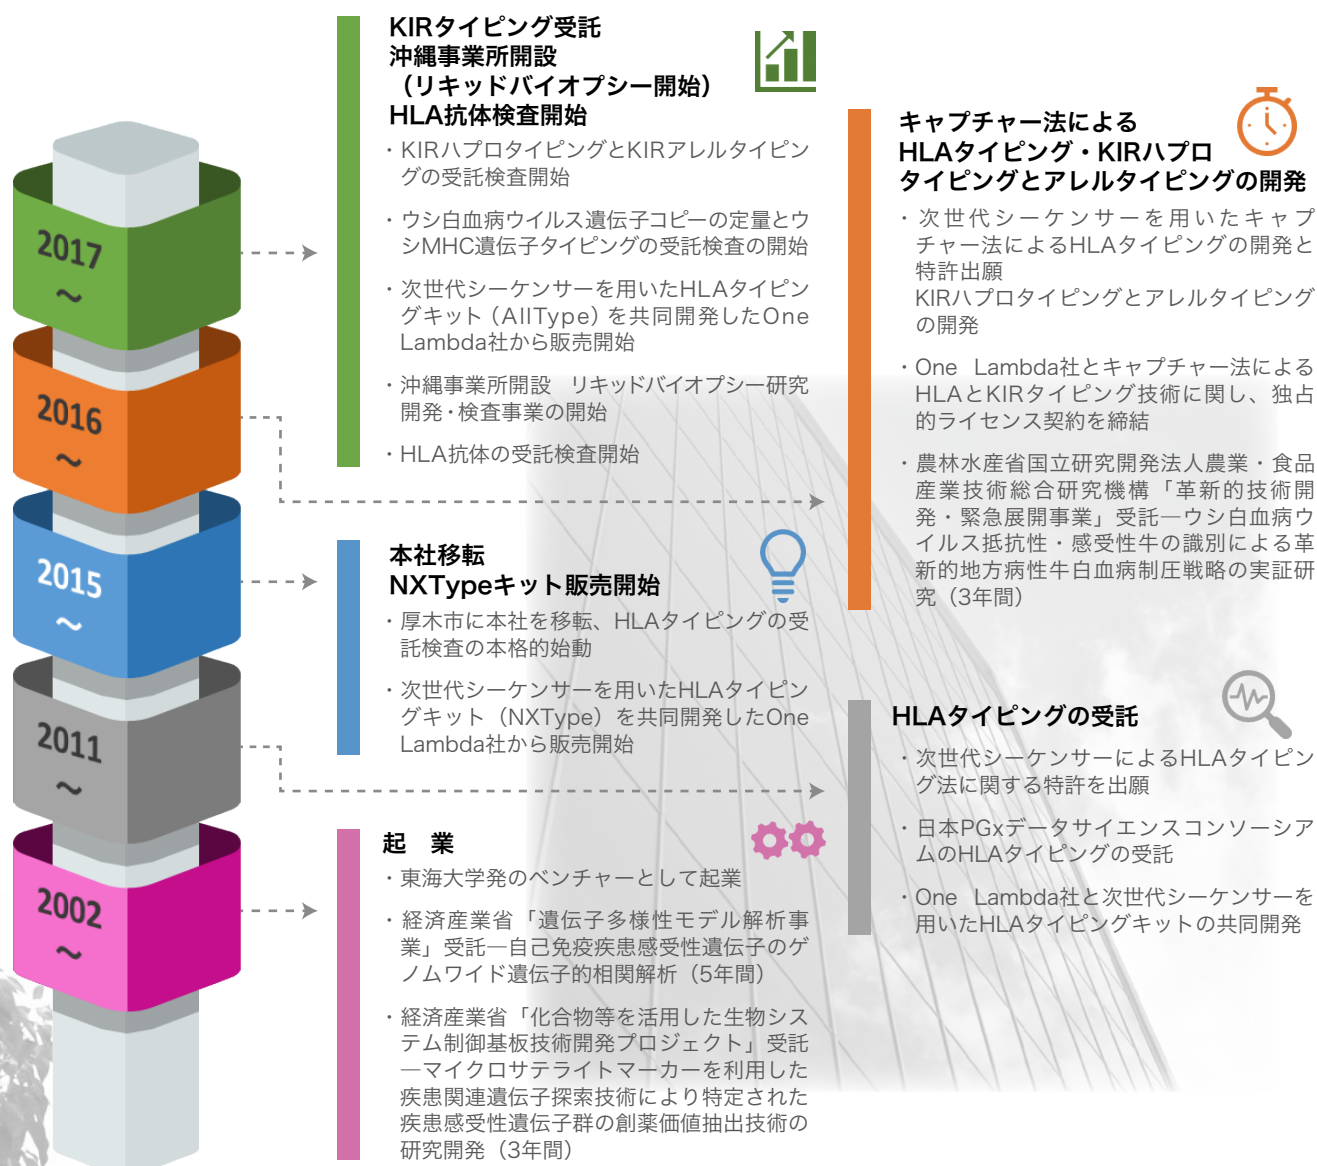 2017
～
KIRタイピング受託
沖縄事業所開設
（リキッドバイオプシー開始）
HLA抗体検査開始
・KIRハプロタイピングとKIRアレルタイピン
グの受託検査開始
・ウシ白血病ウイルス遺伝子コピーの定量とウ
シMHC遺伝子タイピングの受託検査の開始
・次世代シーケンサーを用いたHLAタイピン
グキット（AllType）を共同開発したOne
Lambda社から販売開始
・沖縄事業所開設　リキッドバイオプシー研究
開発・検査事業の開始
・HLA抗体の受託検査開始
2016
～
キャプチャー法による
HLAタイピング・KIRハプロ
タイピングとアレルタイピングの開発
・次世代シーケンサーを用いたキャプ
チャー法によるHLAタイピングの開発と
特許出願
KIRハプロタイピングとアレルタイピング
の開発
・One Lambda社とキャプチャー法による
HLAとKIRタイピング技術に関し、独占
的ライセンス契約を締結
・農林水産省国立研究開発法人農業・食品
産業技術総合研究機構「革新的技術開
発・緊急展開事業」受託―ウシ白血病ウ
イルス抵抗性・感受性牛の識別による革
新的地方病性牛白血病制圧戦略の実証研
究（3年間）
2015
～
本社移転
NXTypeキット販売開始
・厚木市に本社を移転、HLAタイピングの受
託検査の本格的始動
・次世代シーケンサーを用いたHLAタイピン
グキット（NXType）を共同開発したOne
Lambda社から販売開始
2011
～
HLAタイピングの受託
・次世代シーケンサーによるHLAタイピン
グ法に関する特許を出願
・日本PGxデータサイエンスコンソーシア
ムのHLAタイピングの受託
・One Lambda社と次世代シーケンサーを
用いたHLAタイピングキットの共同開発
2002
～
起　業
・東海大学発のベンチャーとして起業
・経済産業省「遺伝子多様性モデル解析事
業」受託―自己免疫疾患感受性遺伝子のゲ
ノムワイド遺伝子的相関解析（5年間）
・経済産業省「化合物等を活用した生物シス
テム制御基板技術開発プロジェクト」受託
―マイクロサテライトマーカーを利用した
疾患関連遺伝子探索技術により特定された
疾患感受性遺伝子群の創薬価値抽出技術の
研究開発（3年間）